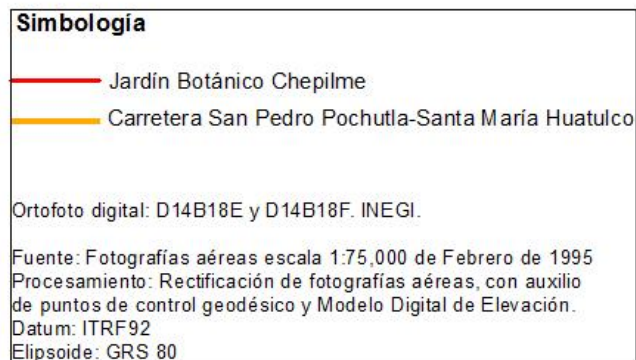 Simbología
Jardín Botánico Chepilme
Carretera San Pedro Pochutla-Santa María Huatulco
Ortofoto digital: D14B18E y D14B18F. INEGI.
Fuente: Fotografías aéreas escala 1:75,000 de Febrero de 1995
Procesamiento: Rectificación de fotografías aéreas, con auxilio
de puntos de control geodésico y Modelo Digital de Elevación.
Datum: ITRF92
Elipsoide: GRS 80